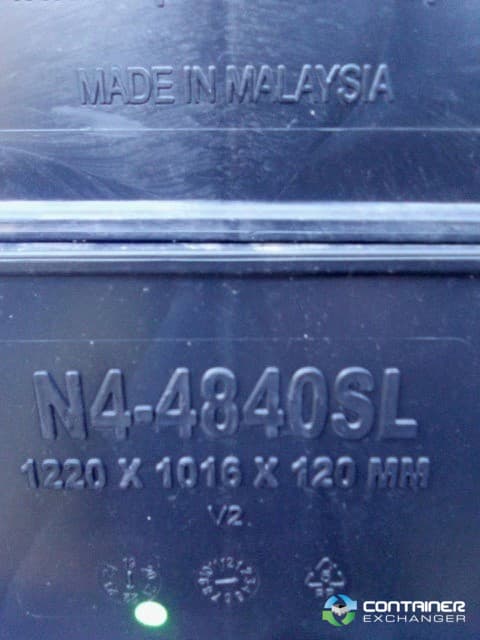 MADE IN MALAYSIA
N4-4840SL
1220 X 1016 X 120 MM
V2
CONTAINER
EXCHANGER